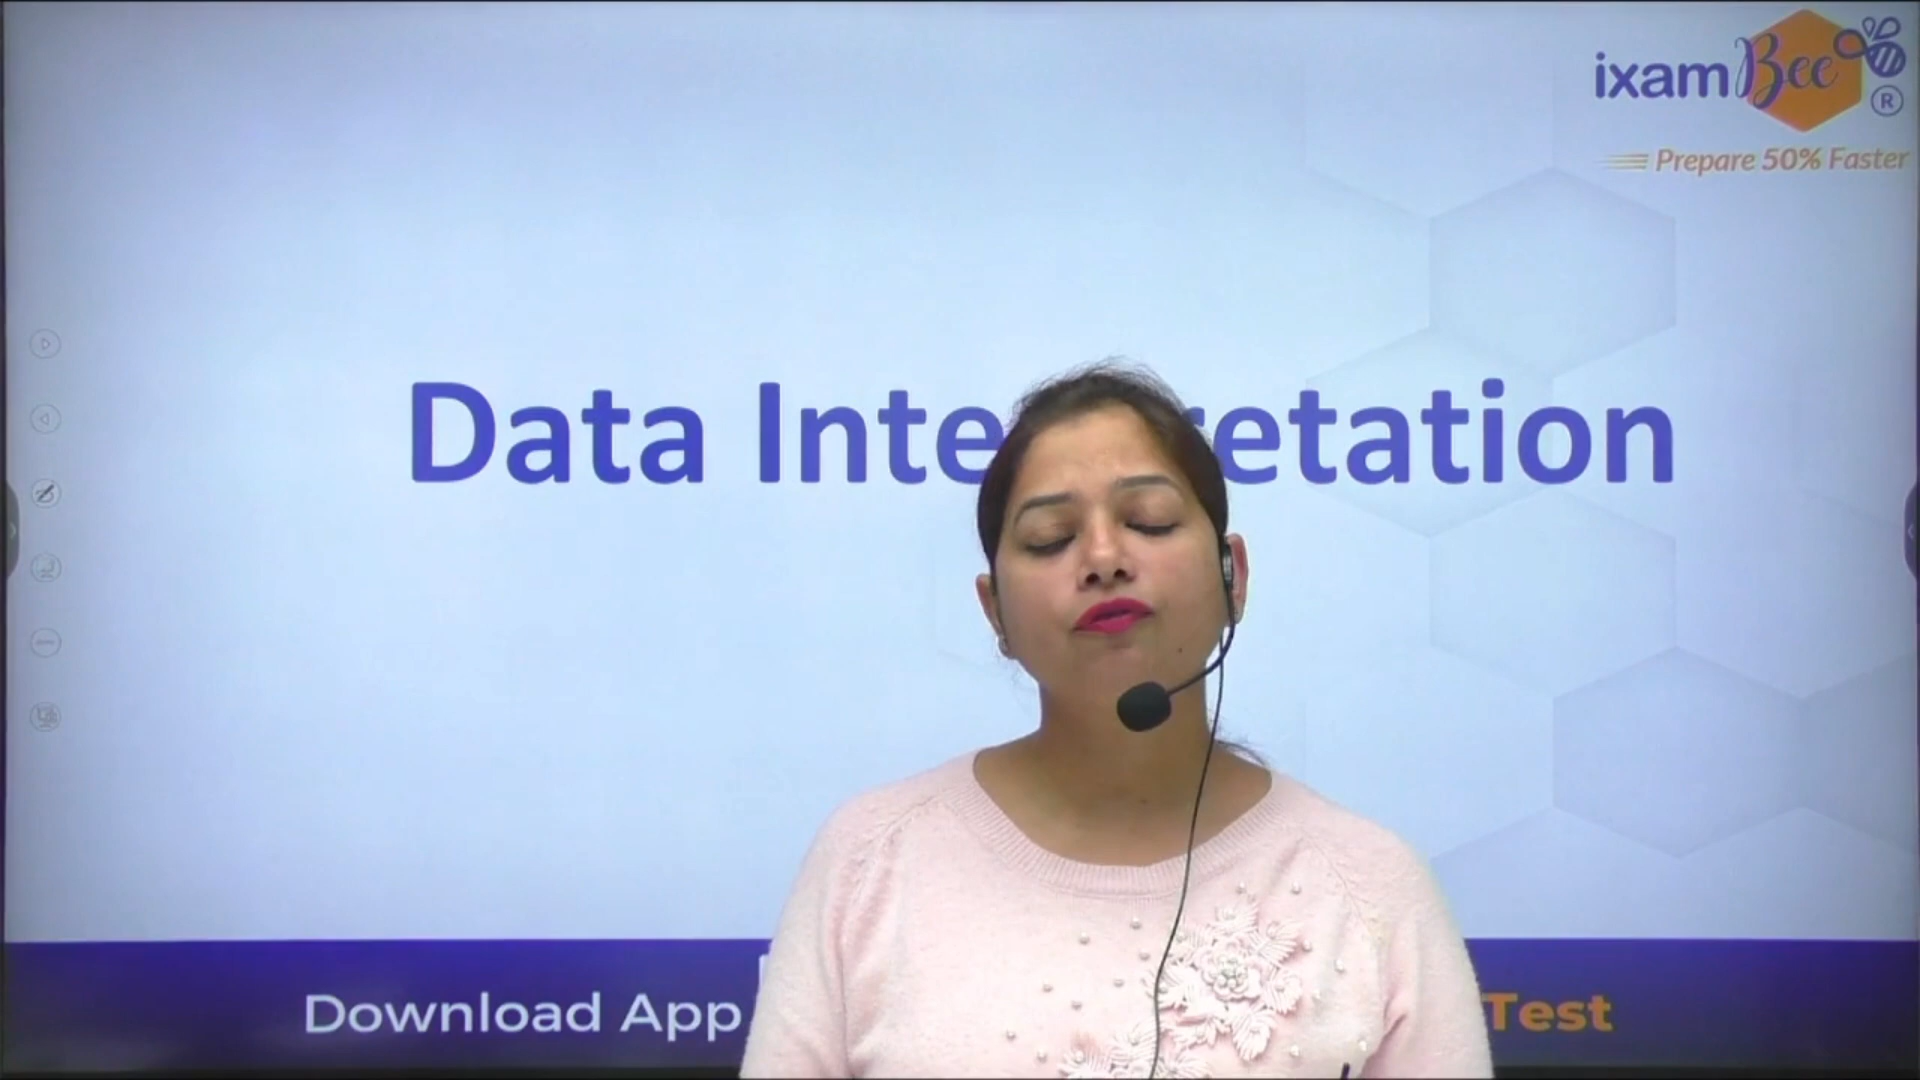 ixamBee
®
Prepare 50% Faster
Data Inte retation
Download App
Test